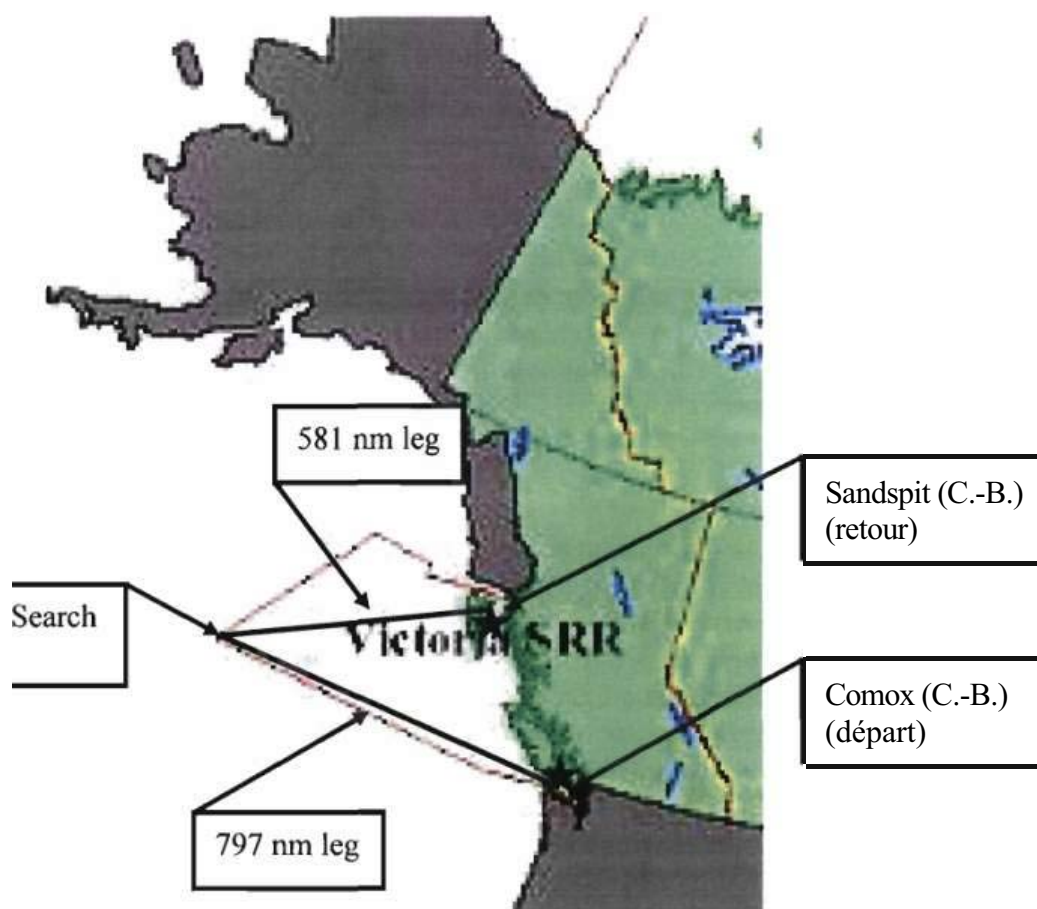 581 nm leg
Sandspit (C.-B.)
(retour)
Search
Victoria SRR
Comox (C.-B.)
(départ)
797 nm leg